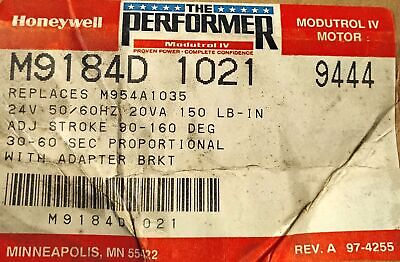 Honeywell
THE
PERFORMER
Modutrol IV
PROVEN POWER - COMPLETE CONFIDENCE
MODUTROL IV
MOTOR
M9184D 1021 9444
REPLACES M954A1035
24V 50/60HZ 20VA 150 LB-IN
ADJ STROKE 90-160 DEG
30-60 SEC PROPORTIONAL
WITH ADAPTER BRKT
M9184D 021
MINNEAPOLIS, MN 55422
REV. A 97-4255